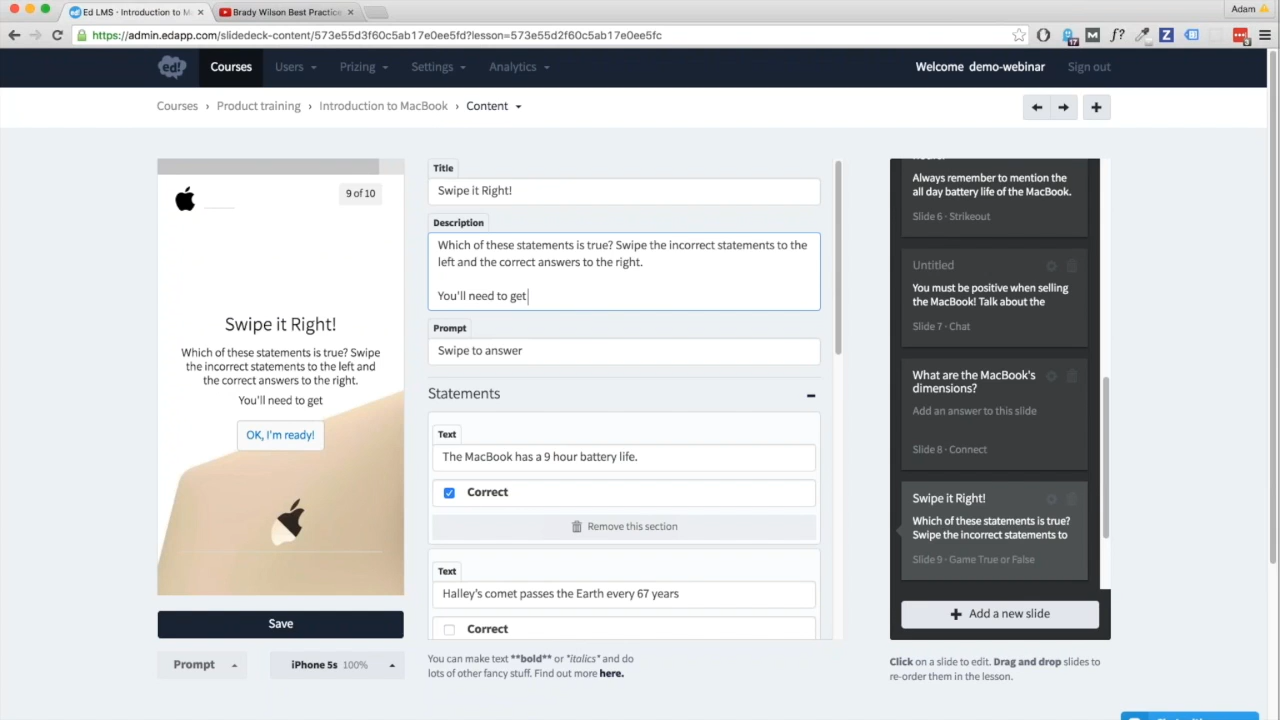 Ed LMS - Introduction to M
Brady Wilson Best Practice
Adam
https://admin.edapp.com/slidedeck-content/573e55d3f60c5ab17e0ee5fd?lesson=573e55d2f60c5ab17e0ee5fc
17
M
f?
Z
3
ed!
Courses
Users
Prizing
Settings
Analytics
Welcome demo-webinar
Sign out
Courses › Product training › Introduction to MacBook › Content
9 of 10
Swipe it Right!
Which of these statements is true? Swipe
the incorrect statements to the left and
the correct answers to the right.
You'll need to get
OK, I'm ready!
Save
Prompt
iPhone 5s 100%
Title
Swipe it Right!
Description
Which of these statements is true? Swipe the incorrect statements to the
left and the correct answers to the right.
You'll need to get
Prompt
Swipe to answer
Statements
Text
The MacBook has a 9 hour battery life.
Correct
Remove this section
Text
Halley's comet passes the Earth every 67 years
Correct
You can make text **bold** or *italics* and do
lots of other fancy stuff. Find out more here.
Always remember to mention the
all day battery life of the MacBook.
Slide 6 · Strikeout
Untitled
You must be positive when selling
the MacBook! Talk about the
Slide 7 · Chat
What are the MacBook's
dimensions?
Add an answer to this slide
Slide 8 · Connect
Swipe it Right!
Which of these statements is true?
Swipe the incorrect statements to
Slide 9 · Game True or False
Add a new slide
Click on a slide to edit. Drag and drop slides to
re-order them in the lesson.